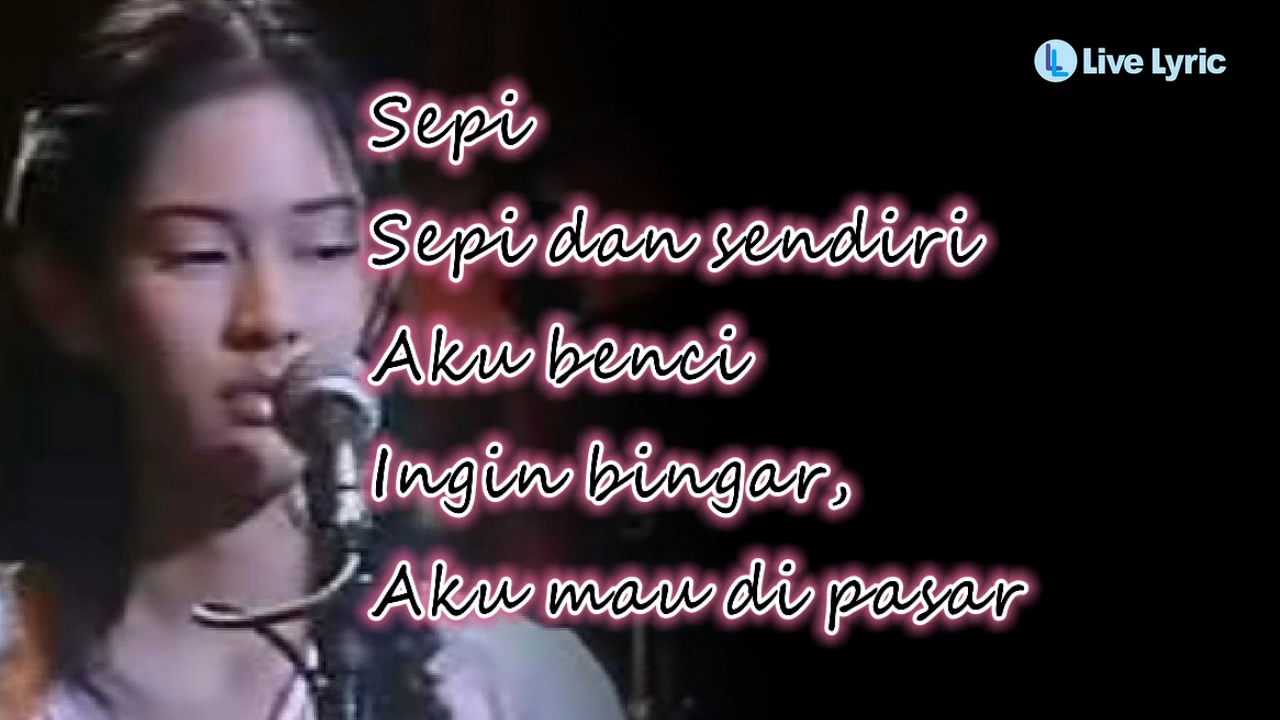 Live Lyric
Sepi
Sepi dan sendiri
Aku benci
Ingin bingar,
Aku mau di pasar